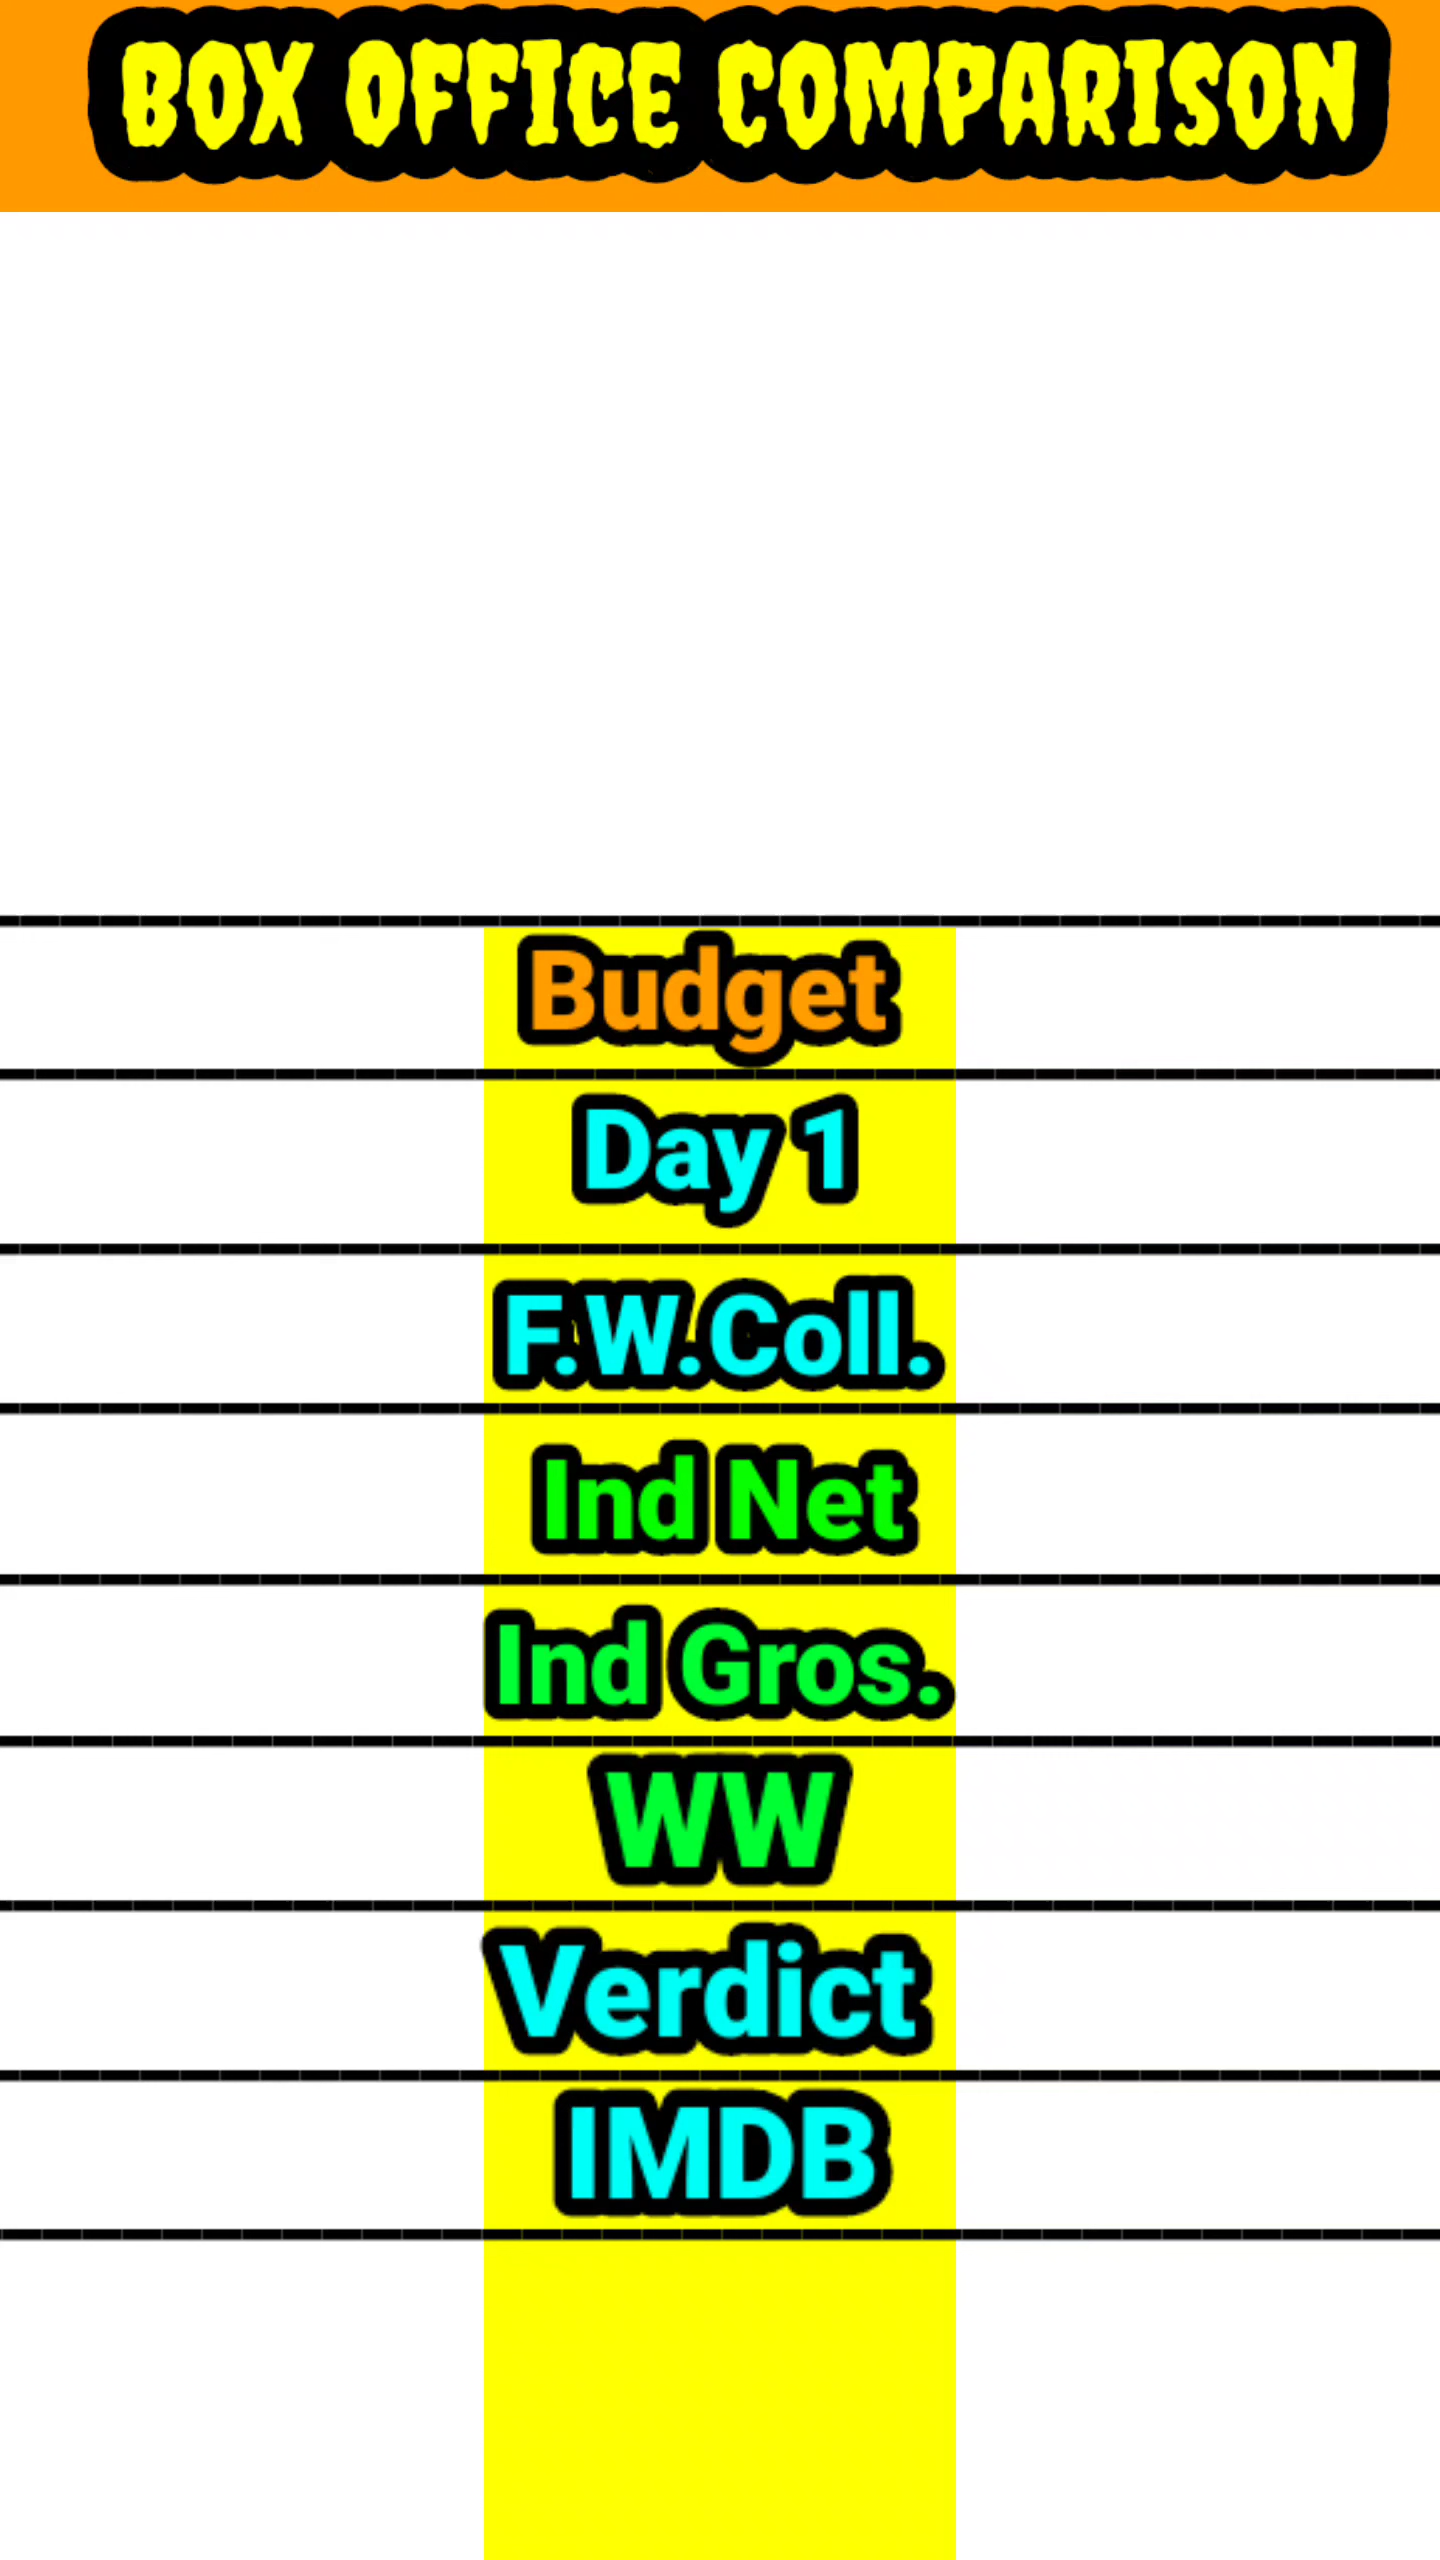 BOX OFFICE COMPARISON
Budget
Day 1
F.W.Coll.
Ind Net
Ind Gros.
WW
Verdict
IMDB